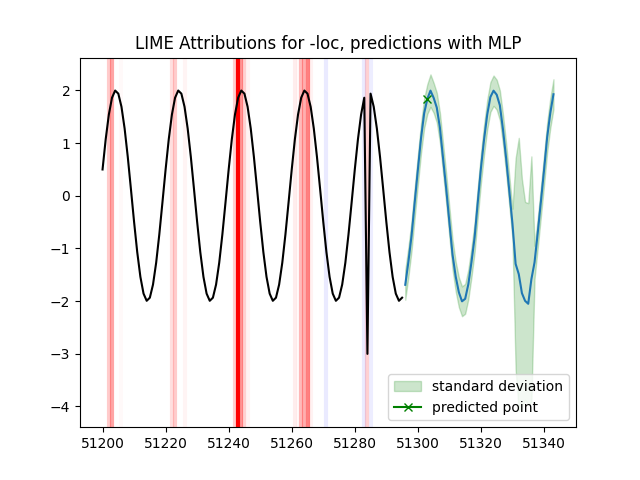 LIME Attributions for -loc, predictions with MLP
2
1
0
−1
−2
−3
−4
standard deviation
predicted point
51200 51220 51240 51260 51280 51300 51320 51340